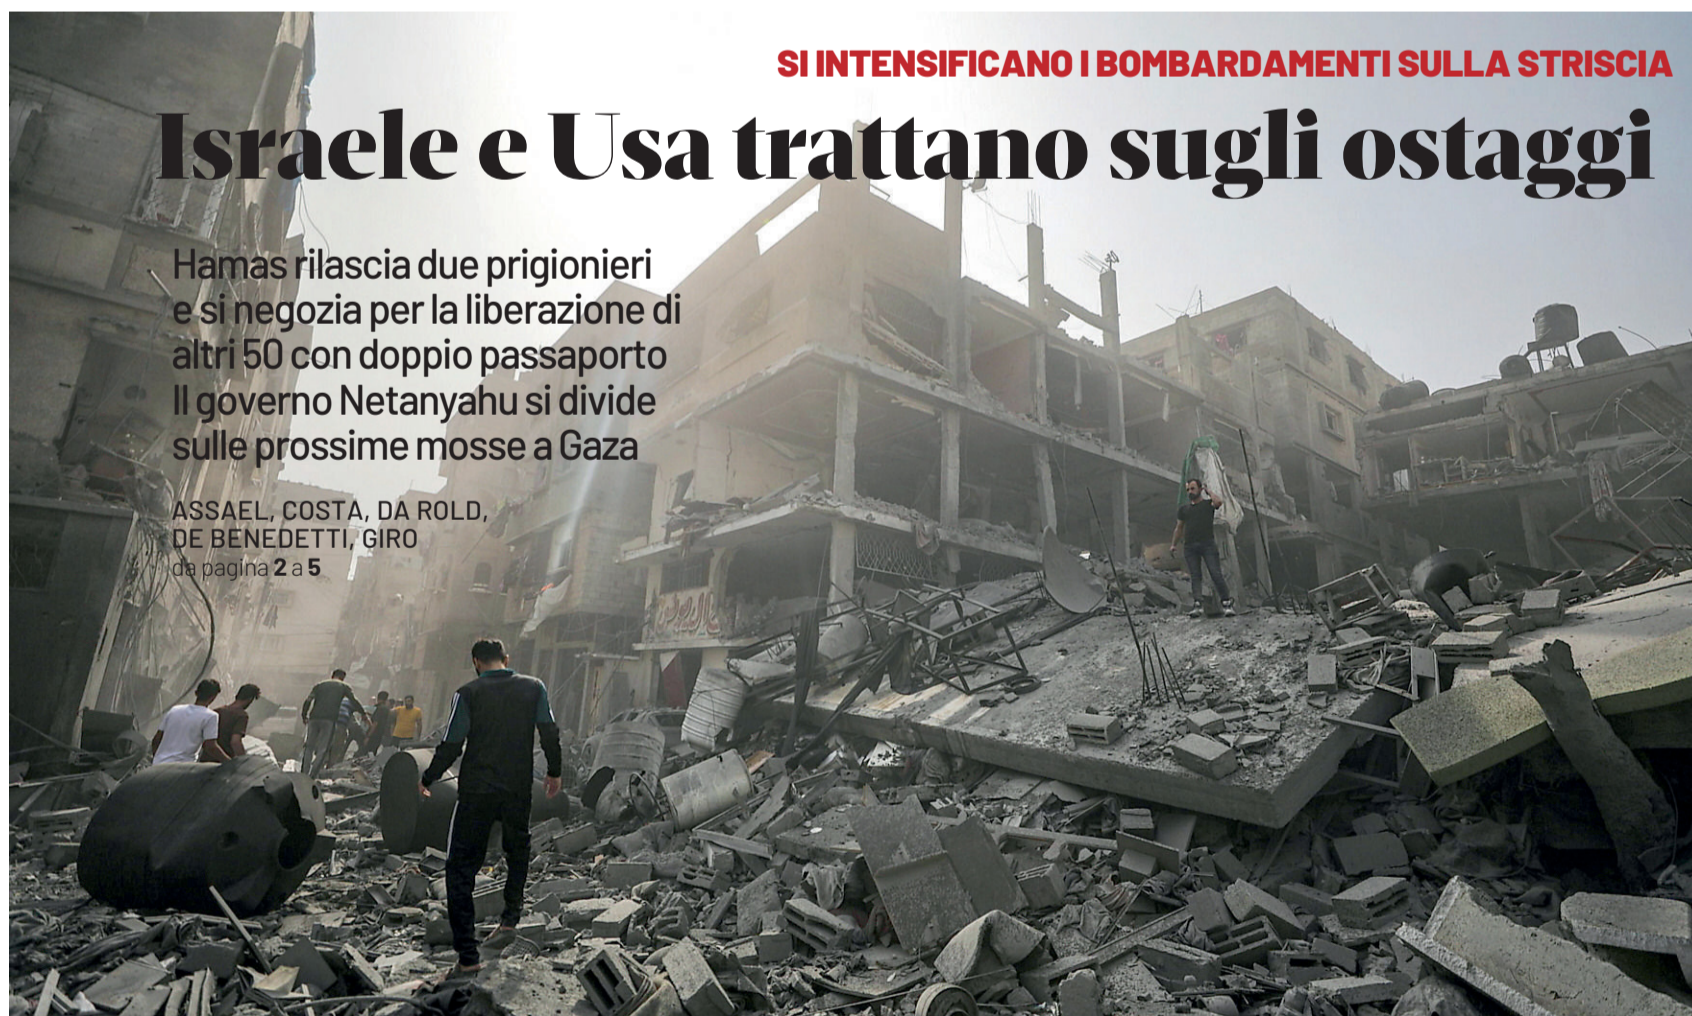 SI INTENSIFICANO I BOMBARDAMENTI SULLA STRISCIA
Israele e Usa trattano sugli ostaggi
Hamas rilascia due prigionieri
e si negozia per la liberazione di
altri 50 con doppio passaporto
Il governo Netanyahu si divide
sulle prossime mosse a Gaza
ASSAEL, COSTA, DA ROLD,
DE BENEDETTI, GIRO
da pagina 2 a 5